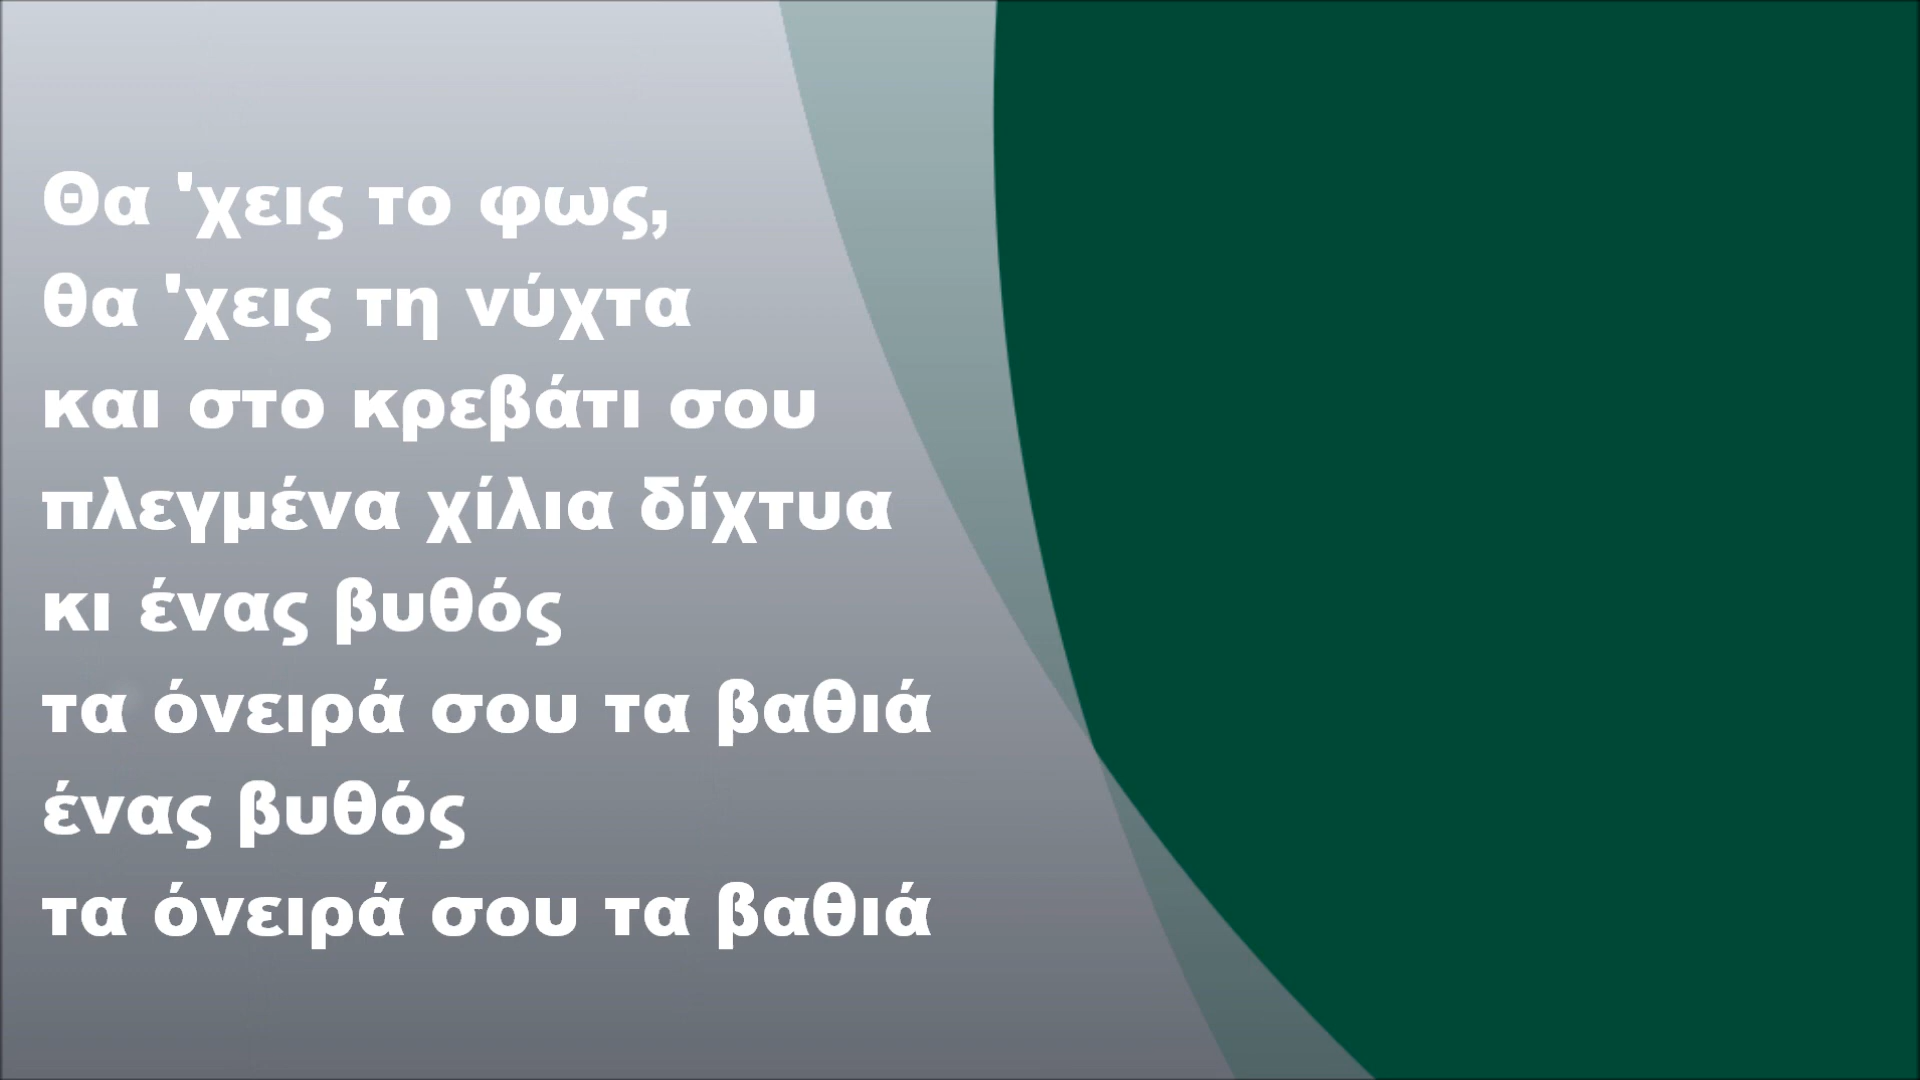 Θα 'χεις το φως,
θα 'χεις τη νύχτα
και στο κρεβάτι σου
πλεγμένα χίλια δίχτυα
κι ένας βυθός
τα όνειρά σου τα βαθιά
ένας βυθός
τα όνειρά σου τα βαθιά